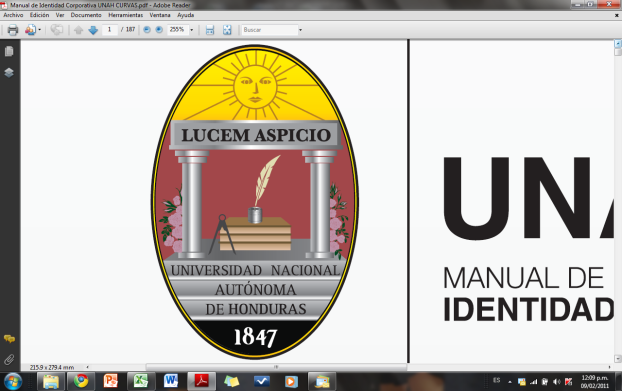 Manual de Identidad Corporativa UNAH CURVAS.pdf - Adobe Reader
Archivo Edición Ver Documento Herramientas Ventana Ayuda
1 / 187 255% Buscar
LUCEM ASPICIO
UNIVERSIDAD NACIONAL
AUTÓNOMA
DE HONDURAS
1847
UNA
MANUAL DE
IDENTIDAD
215.9 x 279.4 mm
ES 12:09 p.m.
09/02/2011